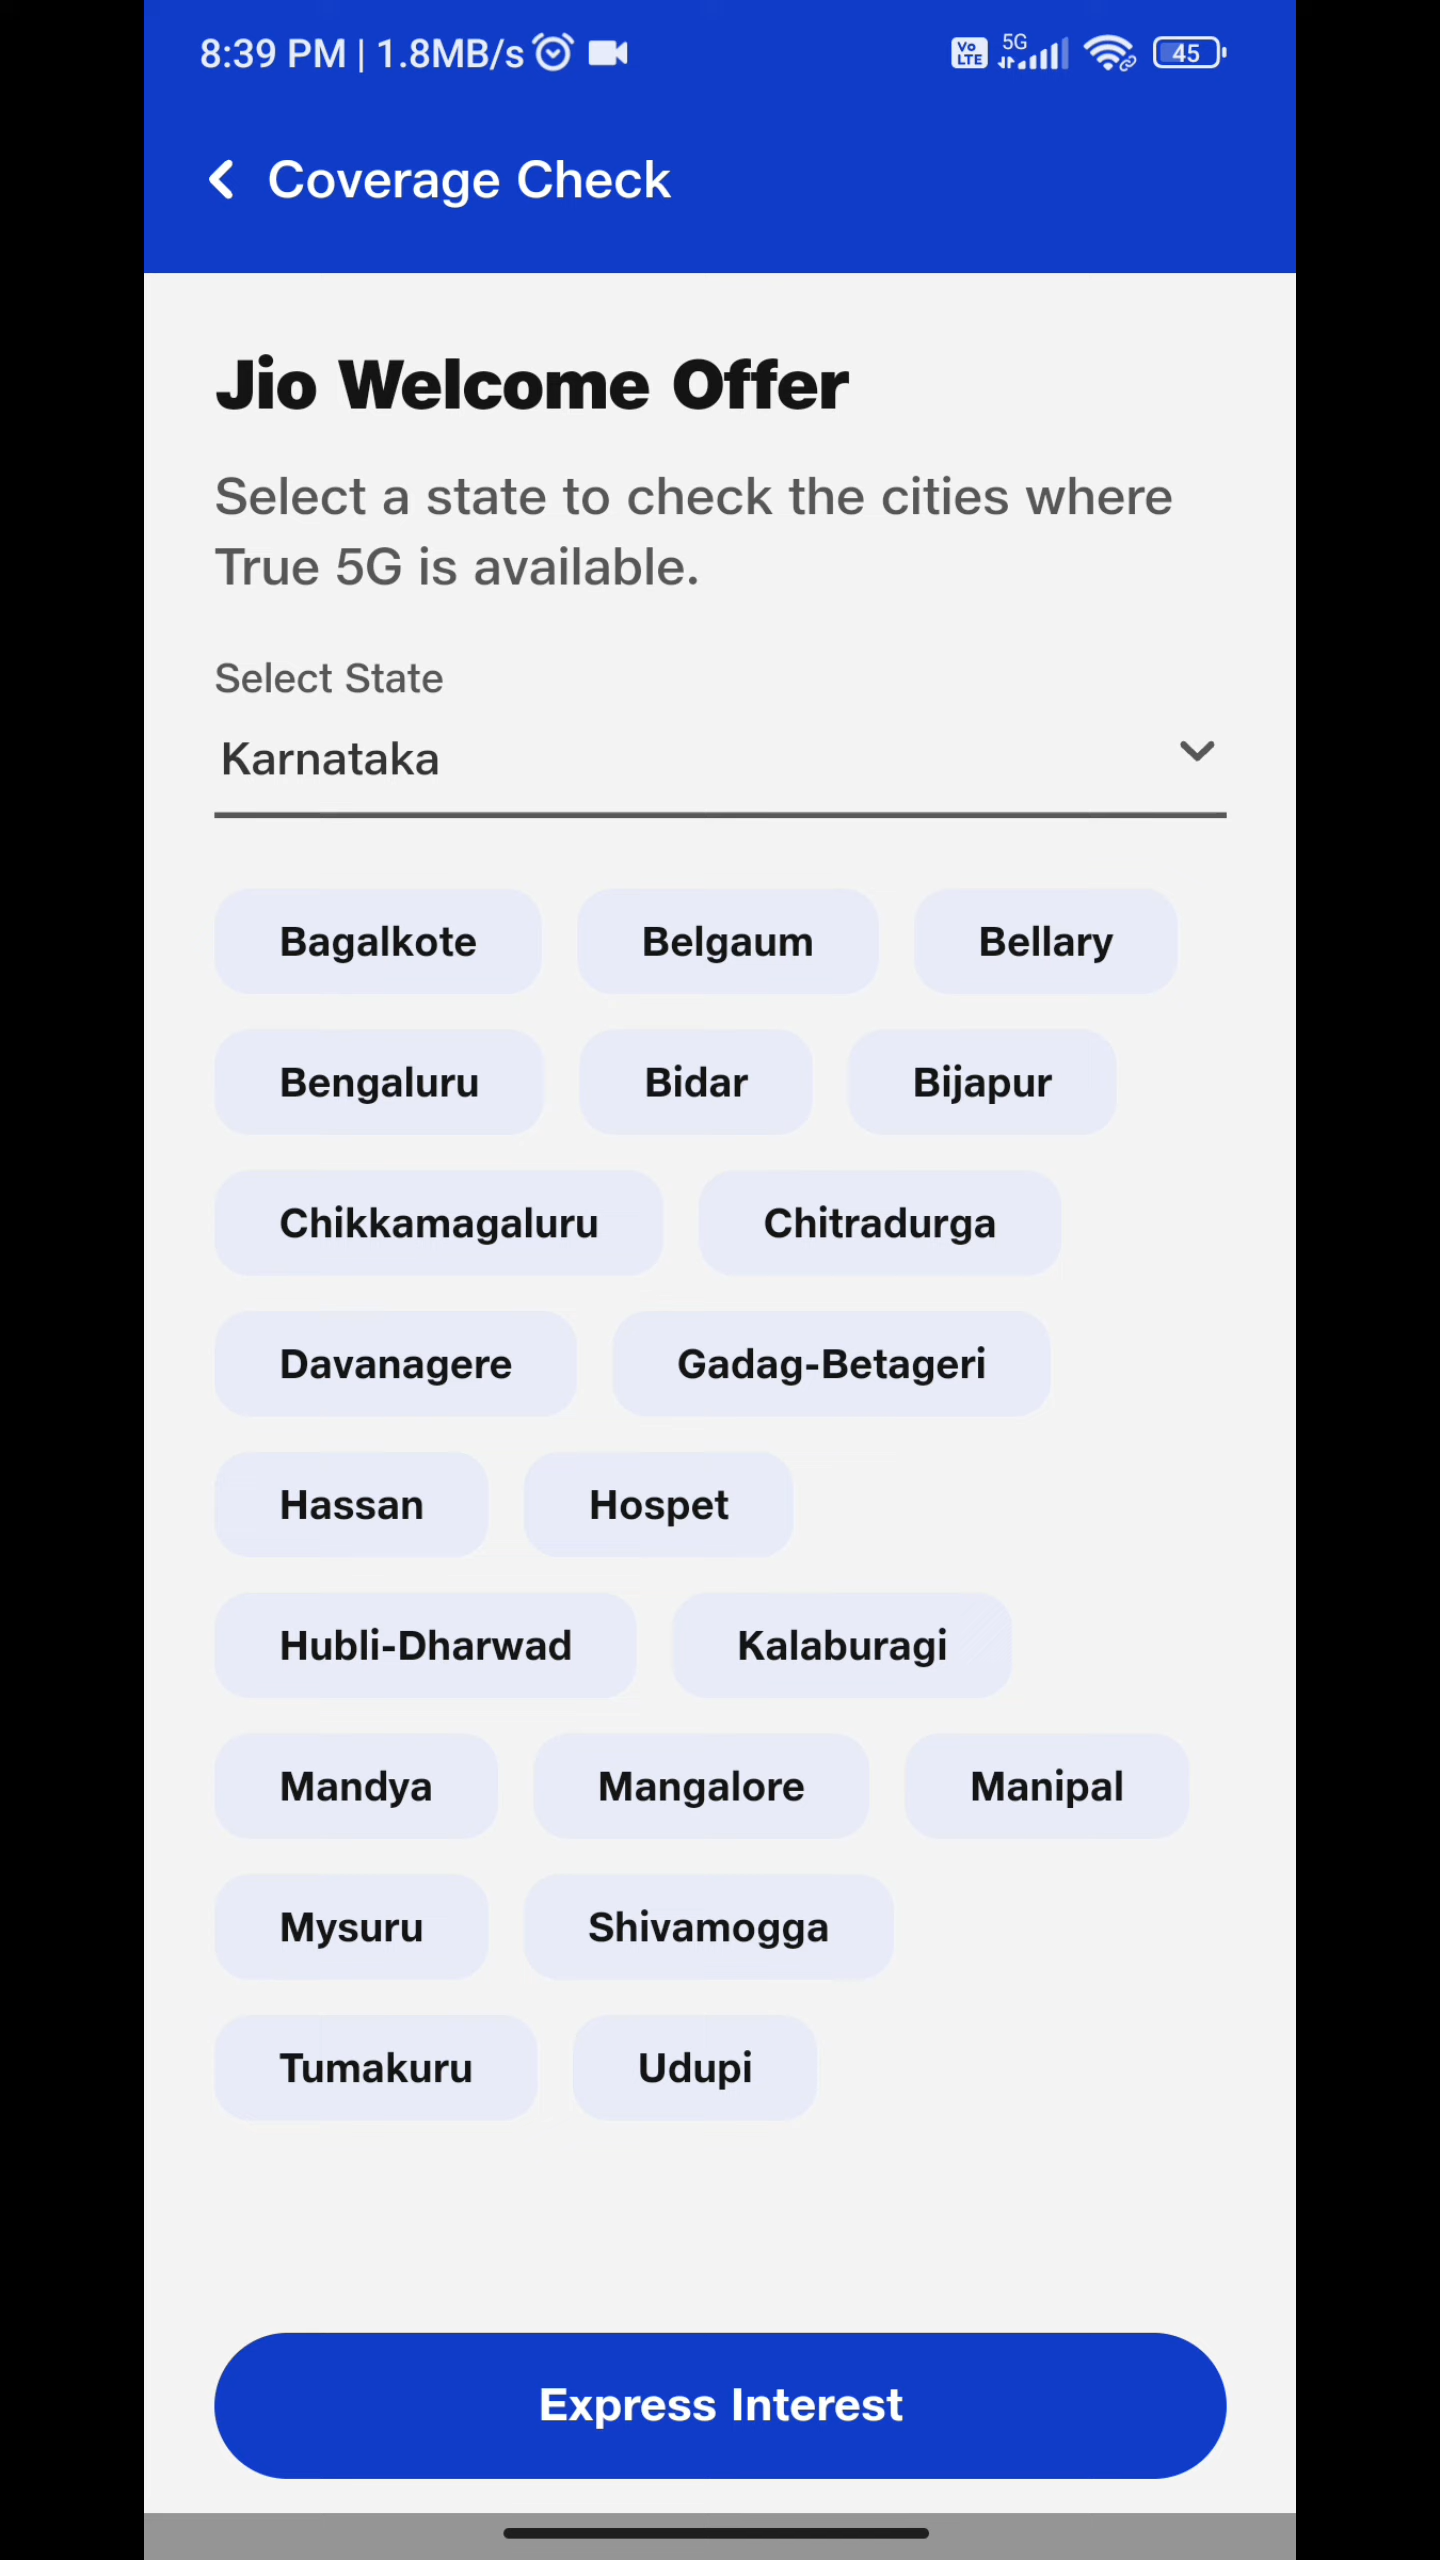 8:39 PM | 1.8MB/s Vo LTE 5G 45
Coverage Check
Jio Welcome Offer
Select a state to check the cities where
True 5G is available.
Select State
Karnataka
Bagalkote Belgaum Bellary
Bengaluru Bidar Bijapur
Chikkamagaluru Chitradurga
Davanagere Gadag-Betageri
Hassan Hospet
Hubli-Dharwad Kalaburagi
Mandya Mangalore Manipal
Mysuru Shivamogga
Tumakuru Udupi
Express Interest